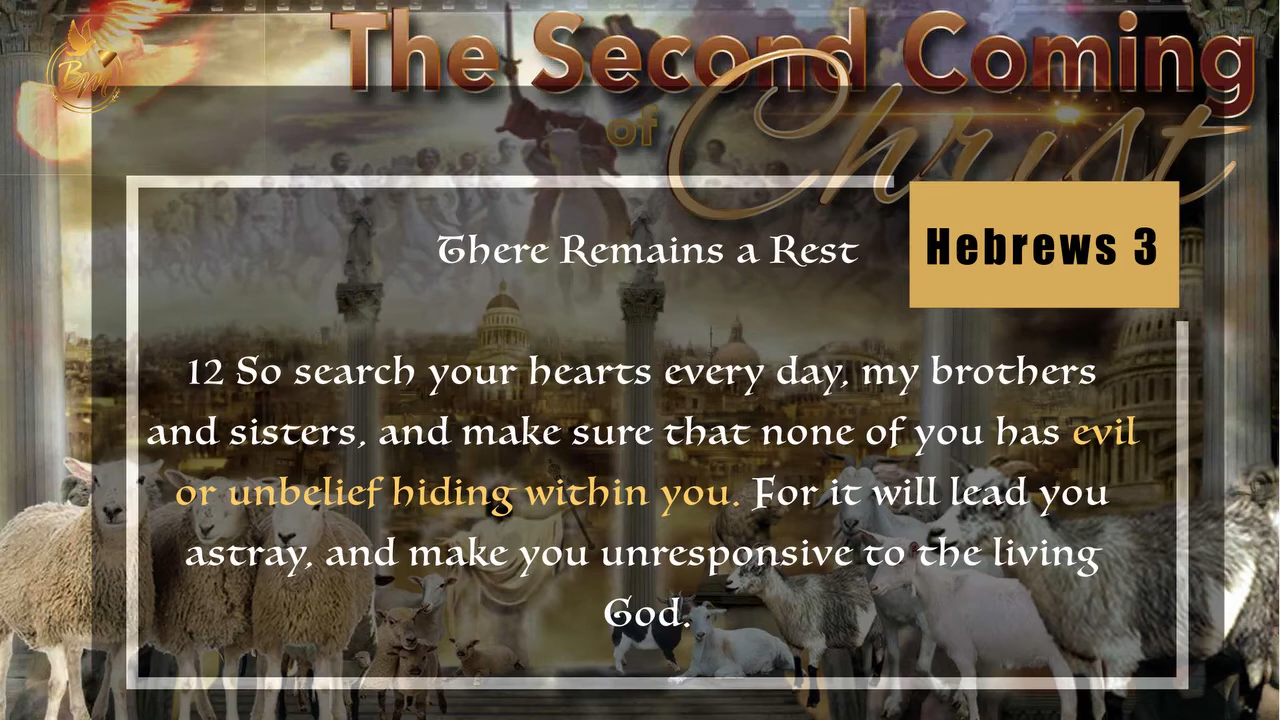 The Second Coming
of Christ
BM
There Remains a Rest
Hebrews 3
12 So search your hearts every day, my brothers
and sisters, and make sure that none of you has evil
or unbelief hiding within you. For it will lead you
astray, and make you unresponsive to the living
God.